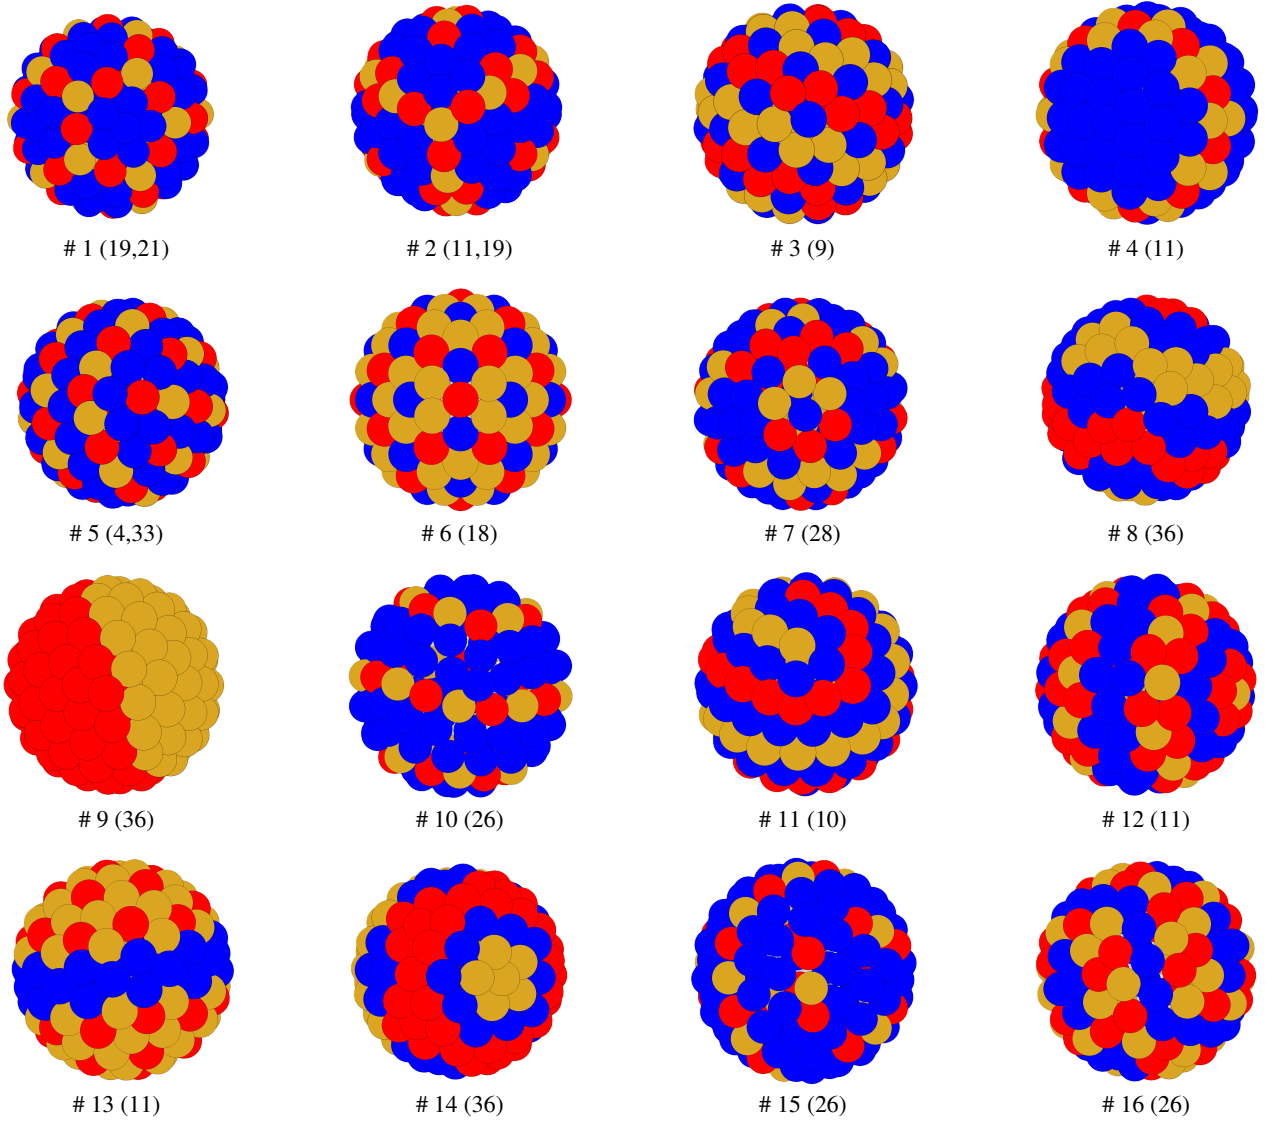 # 1 (19,21)
# 2 (11,19)
# 3 (9)
# 4 (11)
# 5 (4,33)
# 6 (18)
# 7 (28)
# 8 (36)
# 9 (36)
# 10 (26)
# 11 (10)
# 12 (11)
# 13 (11)
# 14 (36)
# 15 (26)
# 16 (26)